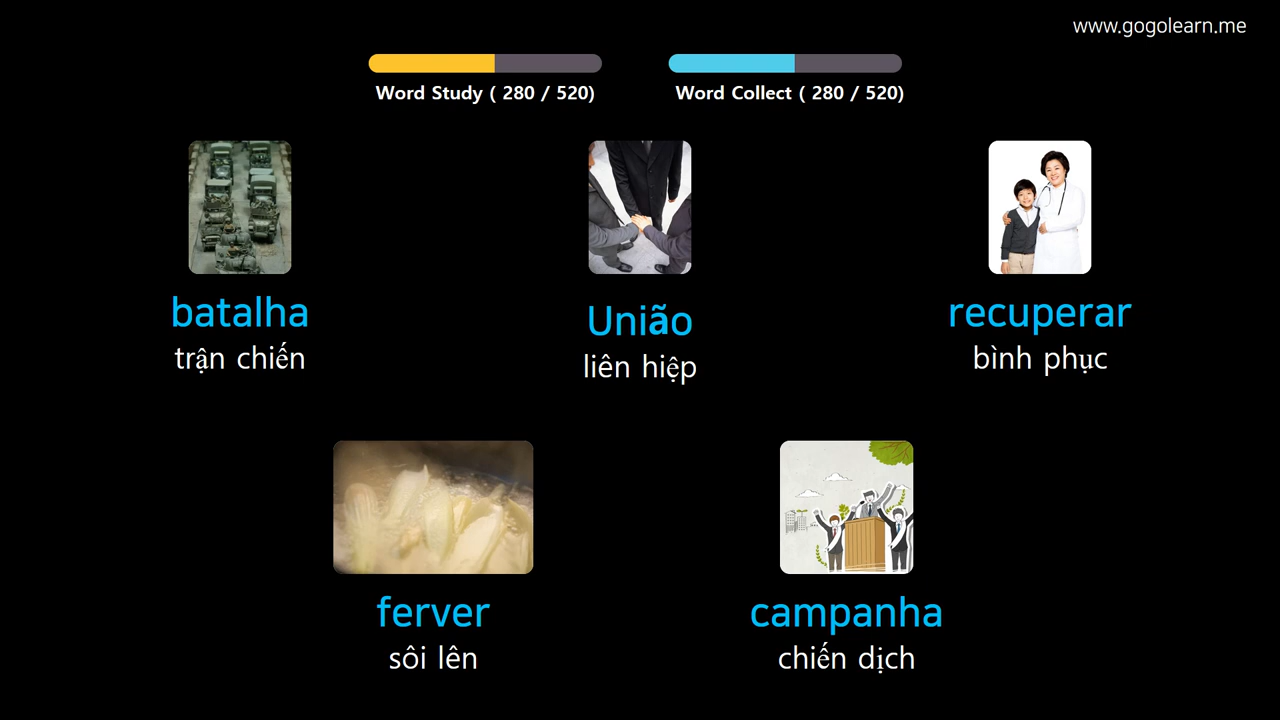 www.gogolearn.me
Word Study ( 280 / 520)
Word Collect ( 280 / 520)
batalha
trận chiến
União
liên hiệp
recuperar
bình phục
ferver
sôi lên
campanha
chiến dịch